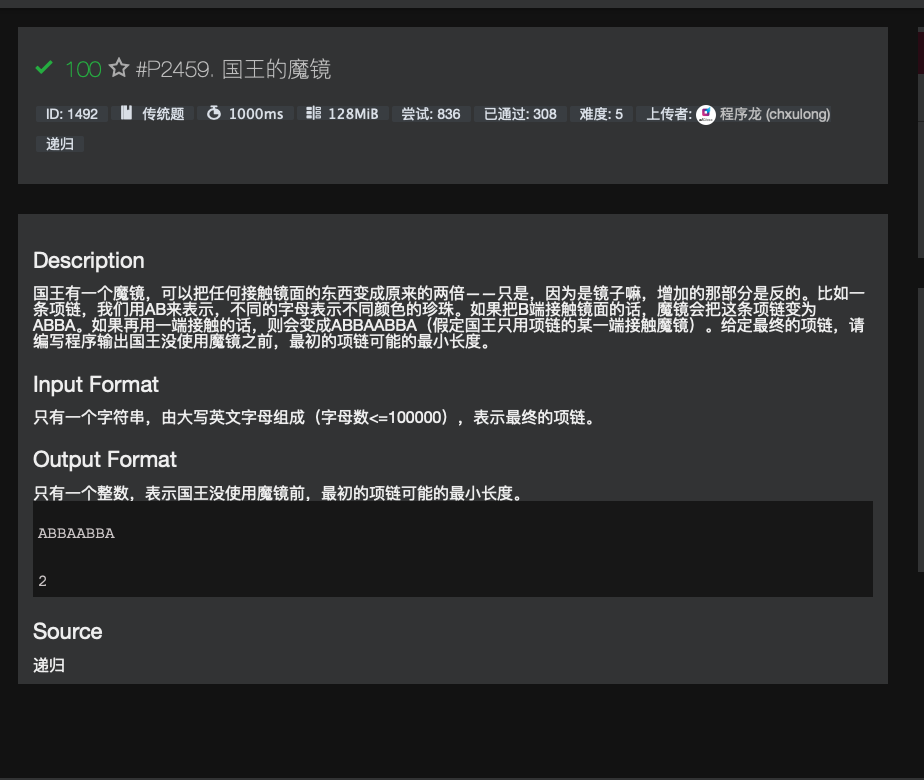 100 #P2459. 国王的魔镜
ID: 1492 传统题 1000ms 128MiB 尝试: 836 已通过: 308 难度: 5 上传者: 程序龙 (chxulong)
递归
Description
国王有一个魔镜，可以把任何接触镜面的东西变成原来的两倍——只是，因为是镜子嘛，增加的那部分是反的。比如一
条项链，我们用AB来表示，不同的字母表示不同颜色的珍珠。如果把B端接触镜面的话，魔镜会把这条项链变为
ABBA。如果再用一端接触的话，则会变成ABBAABBA（假定国王只用项链的某一端接触魔镜）。给定最终的项链，请
编写程序输出国王没使用魔镜之前，最初的项链可能的最小长度。
Input Format
只有一个字符串，由大写英文字母组成（字母数<=100000），表示最终的项链。
Output Format
只有一个整数，表示国王没使用魔镜前，最初的项链可能的最小长度。
ABBAABBA
2
Source
递归